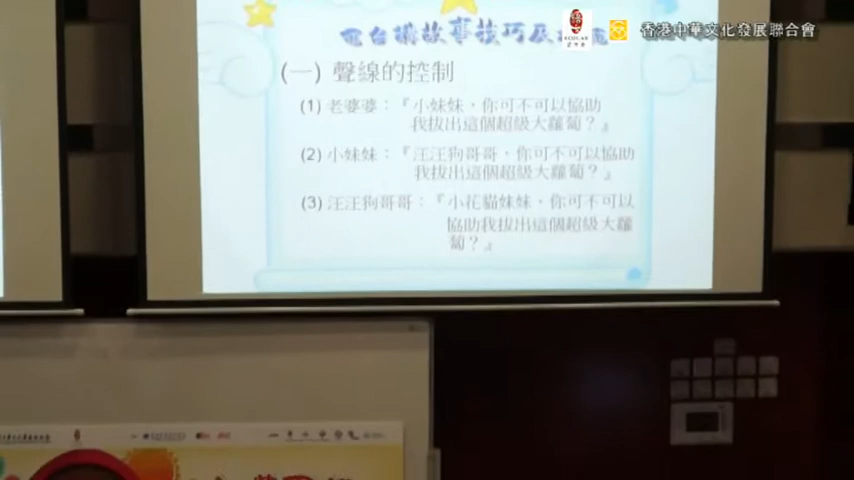 香港中華文化發展聯合會
電台講故事技巧及
(一) 聲線的控制
(1) 老婆婆：『小妹妹，你可不可以協助
我拔出這個超級大蘿蔔？』
(2) 小妹妹：『汪汪狗哥哥，你可不可以協助
我拔出這個超級大蘿蔔？』
(3) 汪汪狗哥哥：『小花貓妹妹，你可不可以
協助我拔出這個超級大蘿
蔔？』